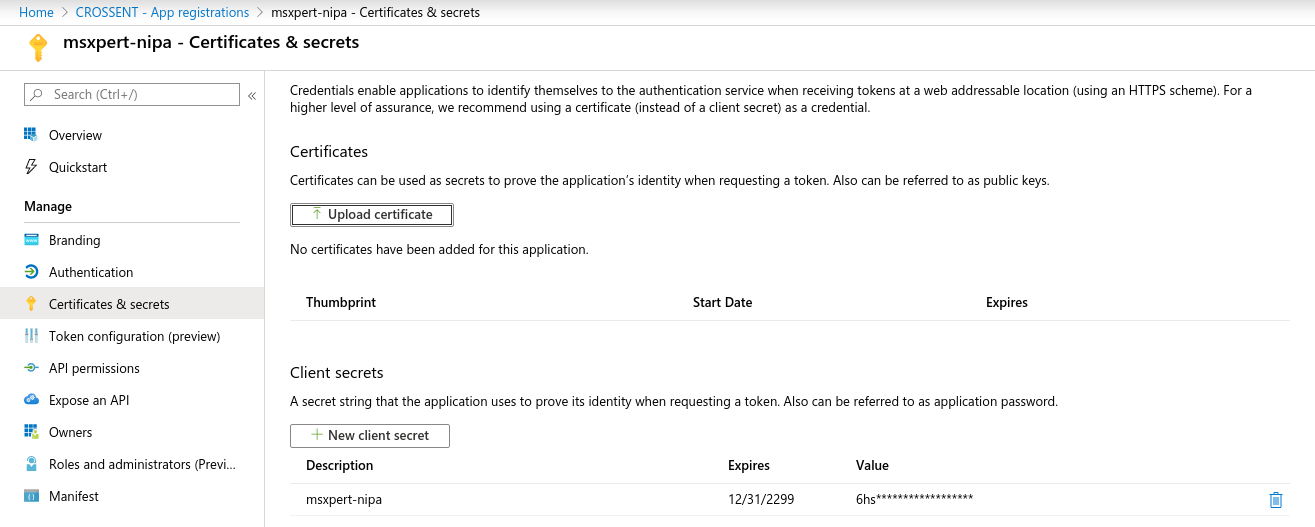 Home > CROSSENT - App registrations > msxpert-nipa - Certificates & secrets
msxpert-nipa - Certificates & secrets
Search (Ctrl+/)
«
Overview
Quickstart
Manage
Branding
Authentication
Certificates & secrets
Token configuration (preview)
API permissions
Expose an API
Owners
Roles and administrators (Previ...
Manifest
Credentials enable applications to identify themselves to the authentication service when receiving tokens at a web addressable location (using an HTTPS scheme). For a
higher level of assurance, we recommend using a certificate (instead of a client secret) as a credential.
Certificates
Certificates can be used as secrets to prove the application's identity when requesting a token. Also can be referred to as public keys.
Upload certificate
No certificates have been added for this application.
Thumbprint Start Date Expires
Client secrets
A secret string that the application uses to prove its identity when requesting a token. Also can be referred to as application password.
New client secret
Description Expires Value
msxpert-nipa 12/31/2299 6hs******************